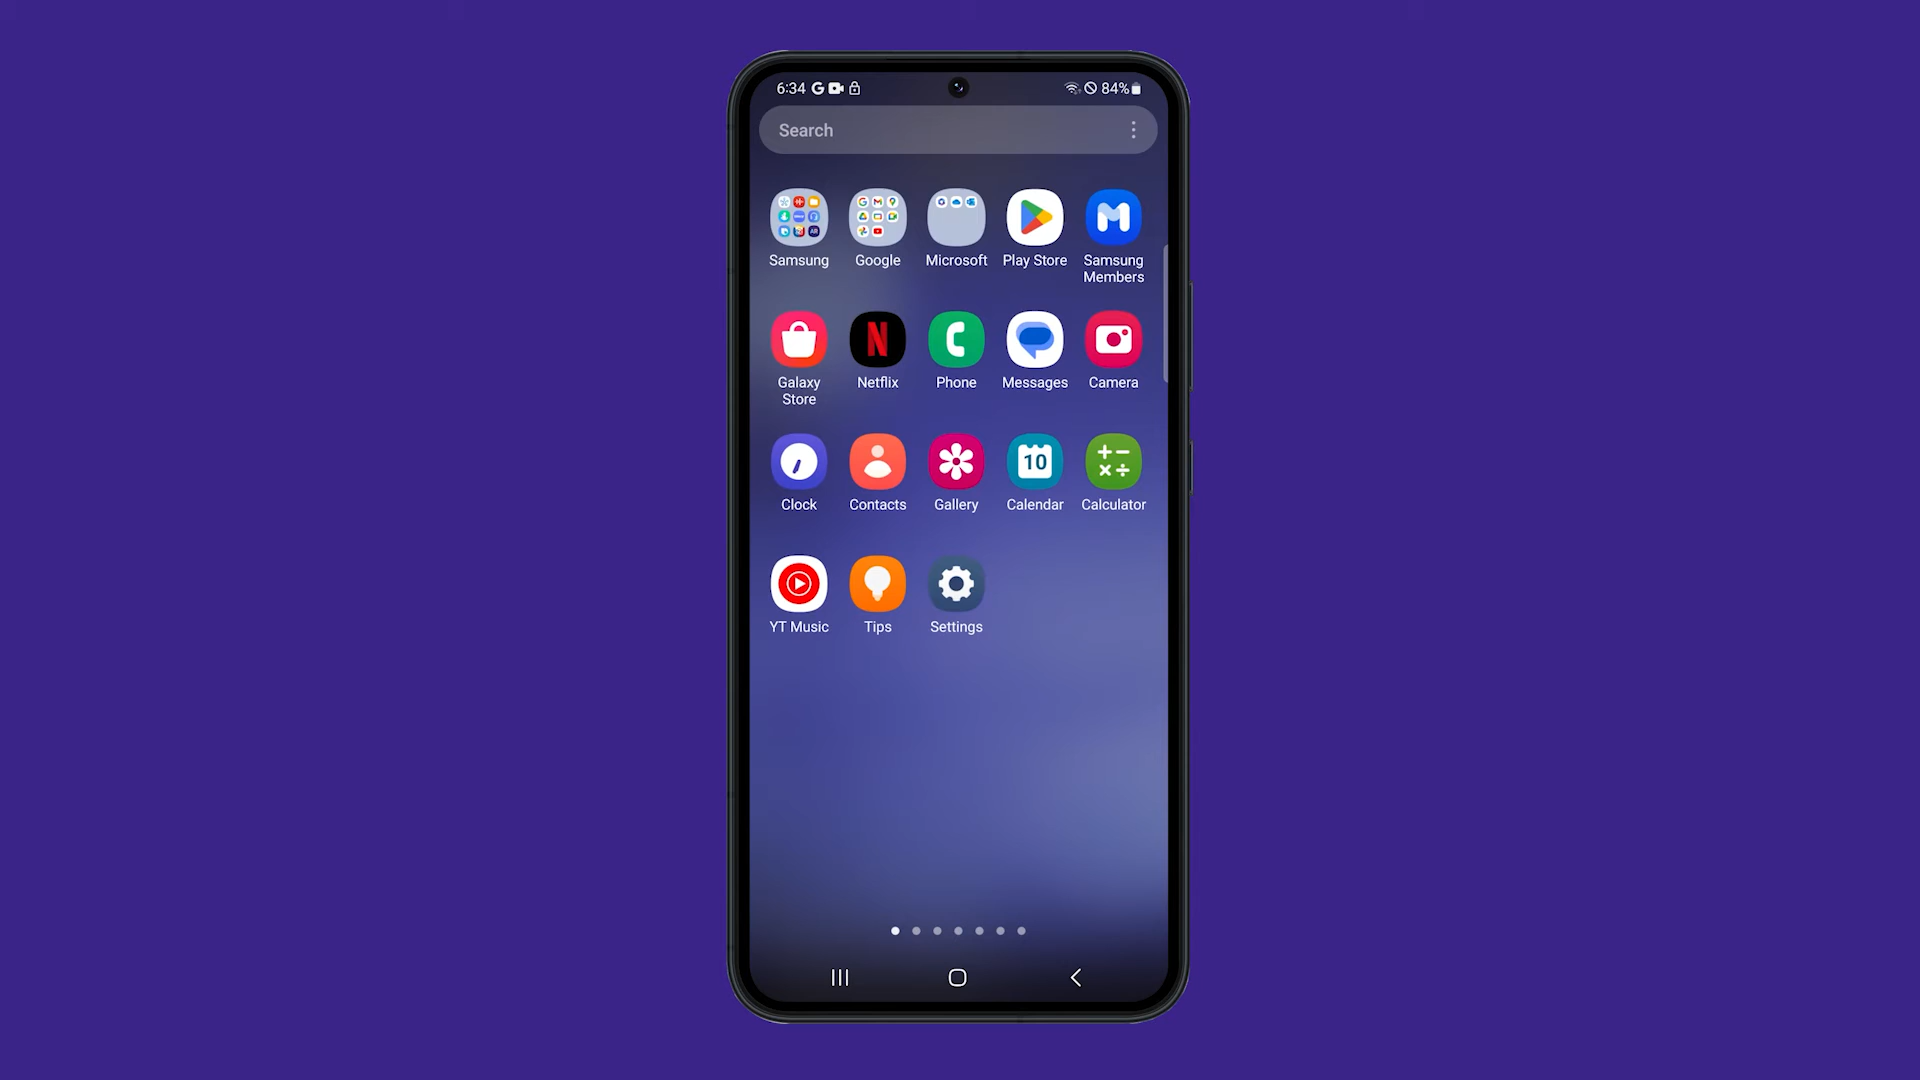 6:34 G 84%
Search
Samsung Google Microsoft Play Store Samsung
Members
N
Galaxy Netflix Phone Messages Camera
Store
10
Clock Contacts Gallery Calendar Calculator
YT Music Tips Settings